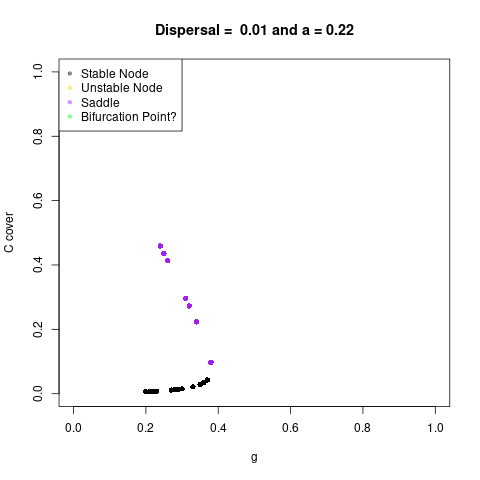 Dispersal =  0.01 and a = 0.22
Stable Node
Unstable Node
Saddle
Bifurcation Point?
C cover
1.0
0.8
0.6
0.4
0.2
0.0
0.0 0.2 0.4 0.6 0.8 1.0
g